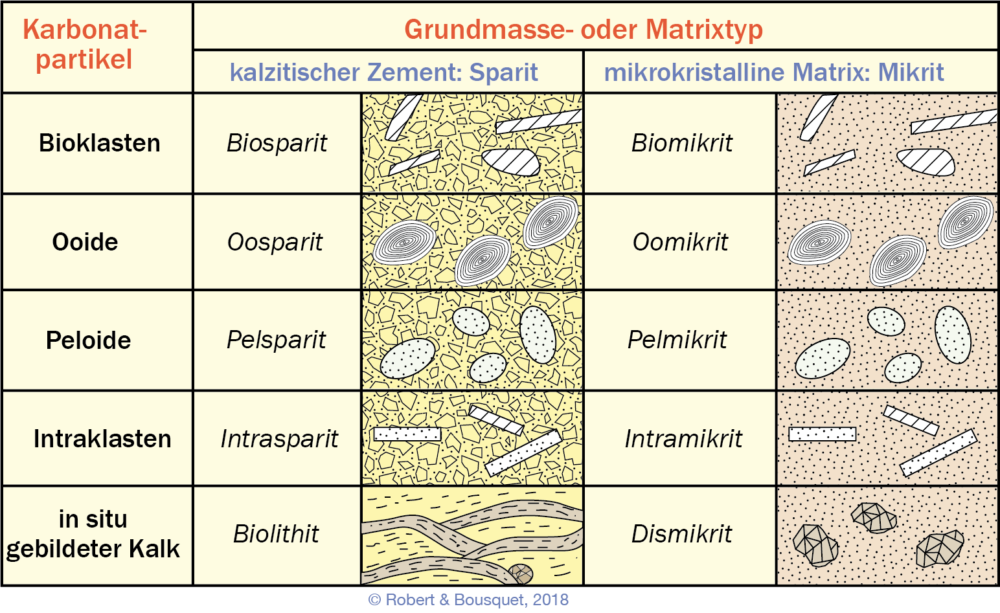 Karbonat-
partikel
Grundmasse- oder Matrixtyp
kalzitischer Zement: Sparit
mikrokristalline Matrix: Mikrit
Bioklasten
Biosparit
Biomikrit
Ooide
Oosparit
Oomikrit
Peloide
Pelsparit
Pelmikrit
Intraklasten
Intrasparit
Intramikrit
in situ
gebildeter Kalk
Biolithit
Dismikrit
© Robert & Bousquet, 2018